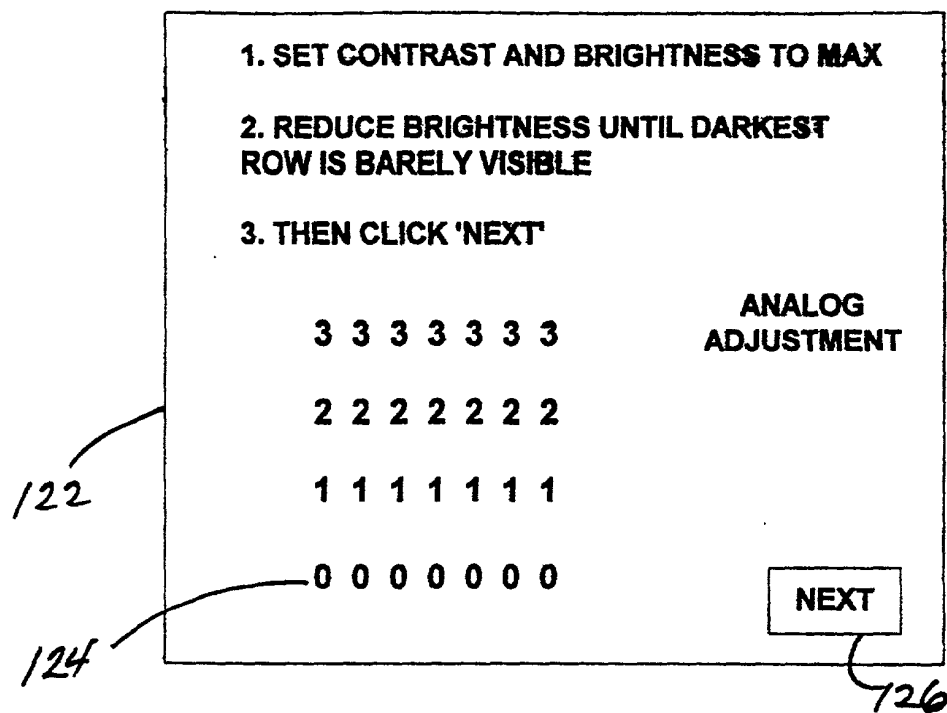 1. SET CONTRAST AND BRIGHTNESS TO MAX
2. REDUCE BRIGHTNESS UNTIL DARKEST
ROW IS BARELY VISIBLE
3. THEN CLICK 'NEXT'
ANALOG
ADJUSTMENT
3 3 3 3 3 3 3
2 2 2 2 2 2 2
122
1 1 1 1 1 1 1
0 0 0 0 0 0 0
NEXT
124
126